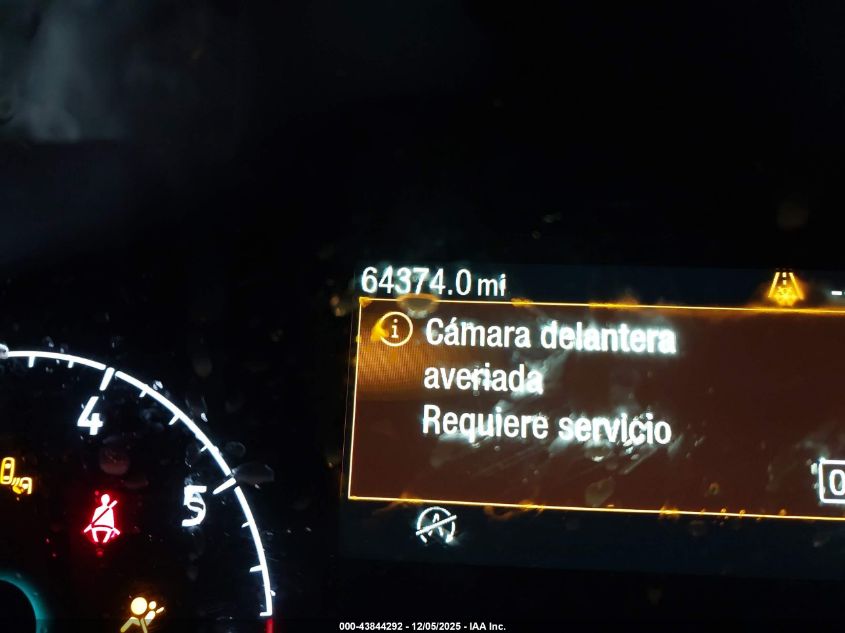 64374.0 mi
Cámara delantera
averiada
Requiere servicio
4
5
A
000-43844292 - 12/05/2025 - IAA Inc.